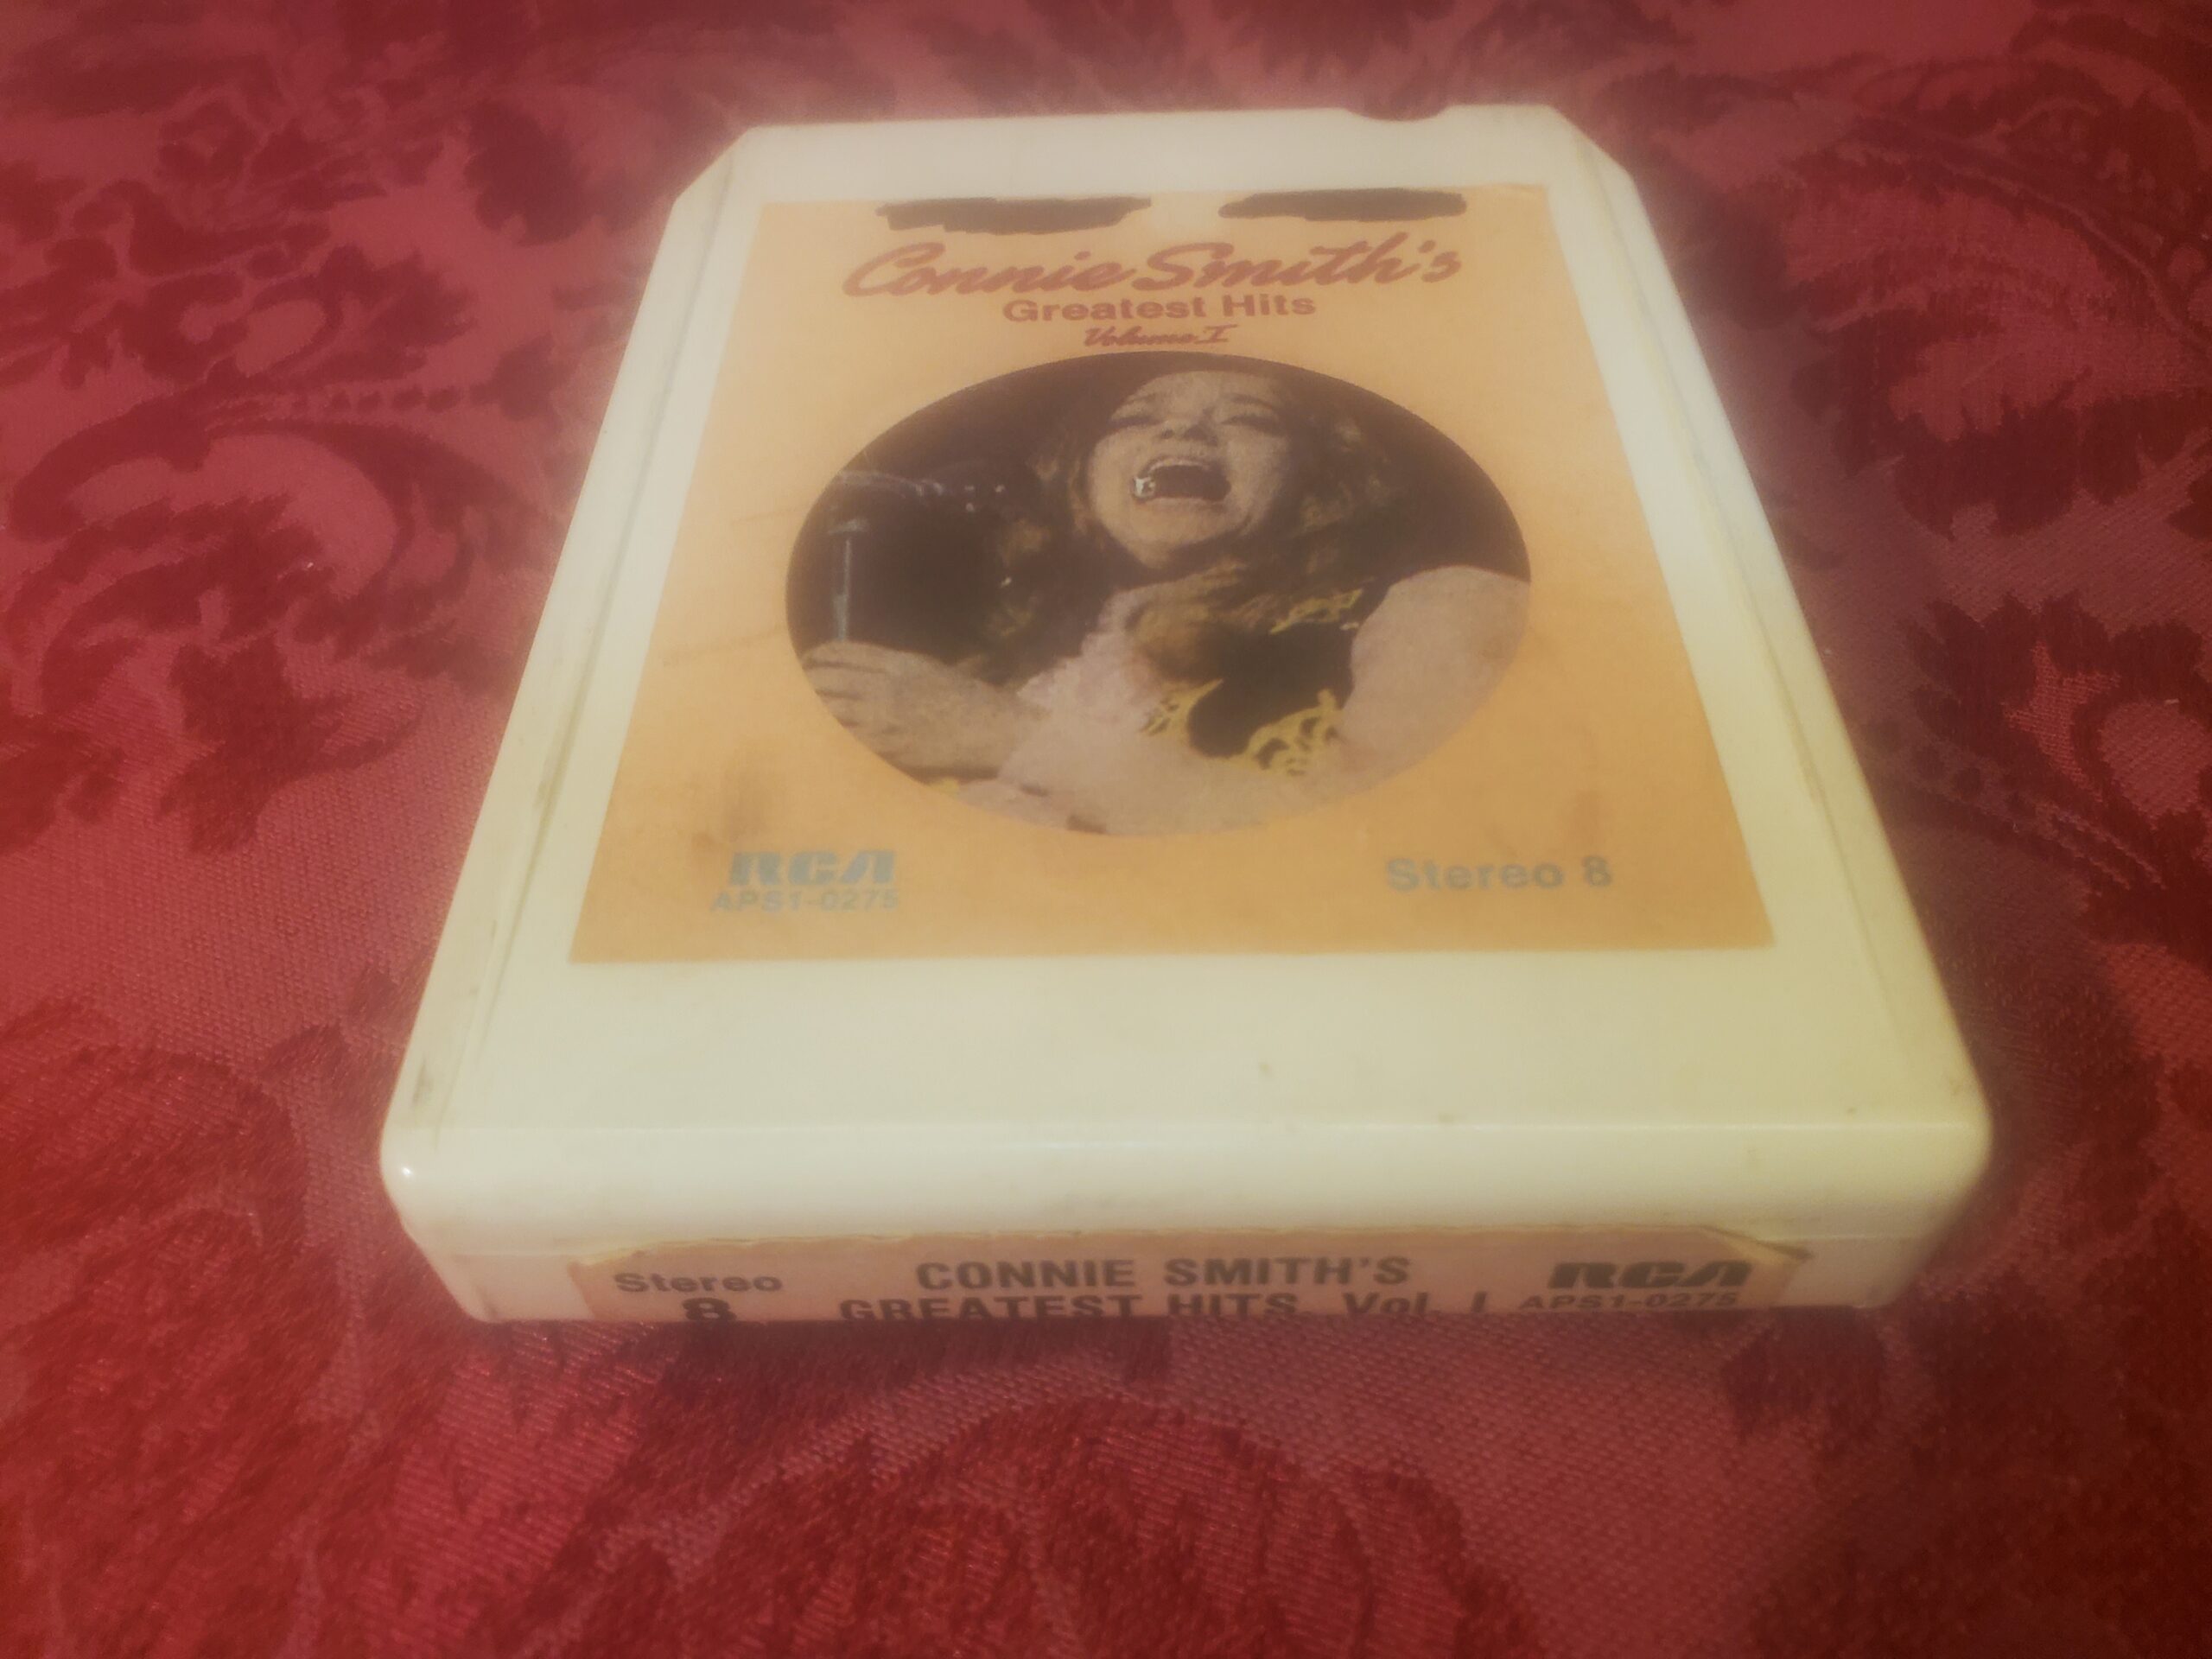 Connie Smith's
Greatest Hits
Volume I
RCA
APS1-0275
Stereo 8
Stereo
8
CONNIE SMITH'S
GREATEST HITS, Vol. I
RCA
APS1-0275